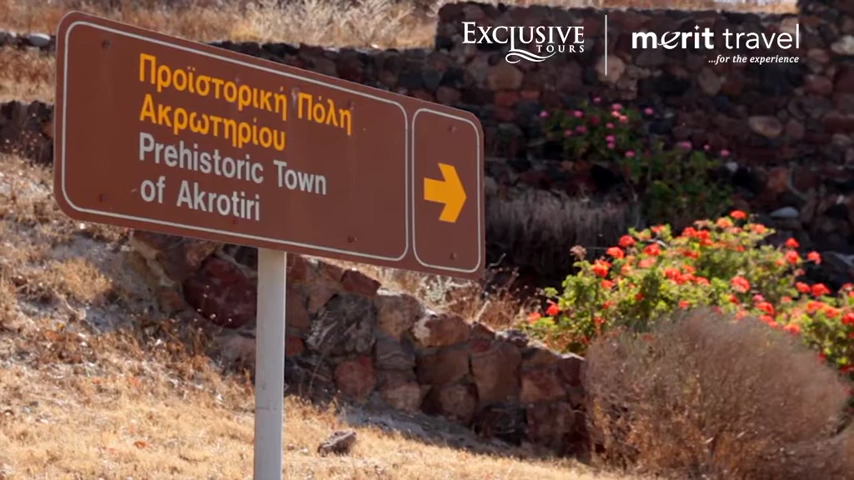 Exclusive Tours
merit travel
...for the experience
Προϊστορική Πόλη
Ακρωτηρίου
Prehistoric Town
of Akrotiri